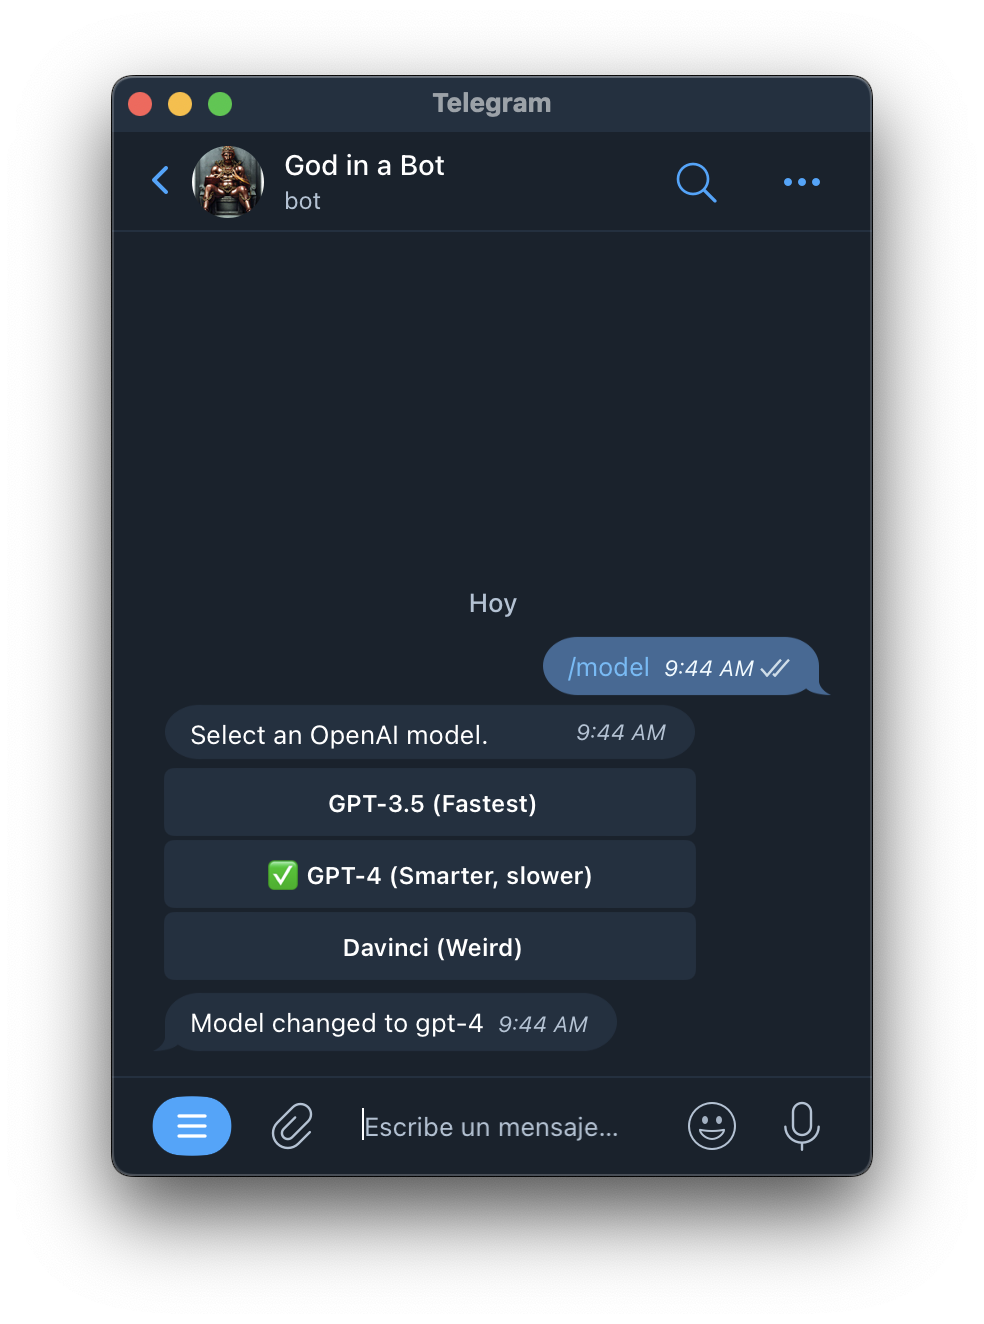 Telegram
God in a Bot
bot
Hoy
/model 9:44 AM
Select an OpenAI model. 9:44 AM
GPT-3.5 (Fastest)
✅ GPT-4 (Smarter, slower)
Davinci (Weird)
Model changed to gpt-4 9:44 AM
Escribe un mensaje...